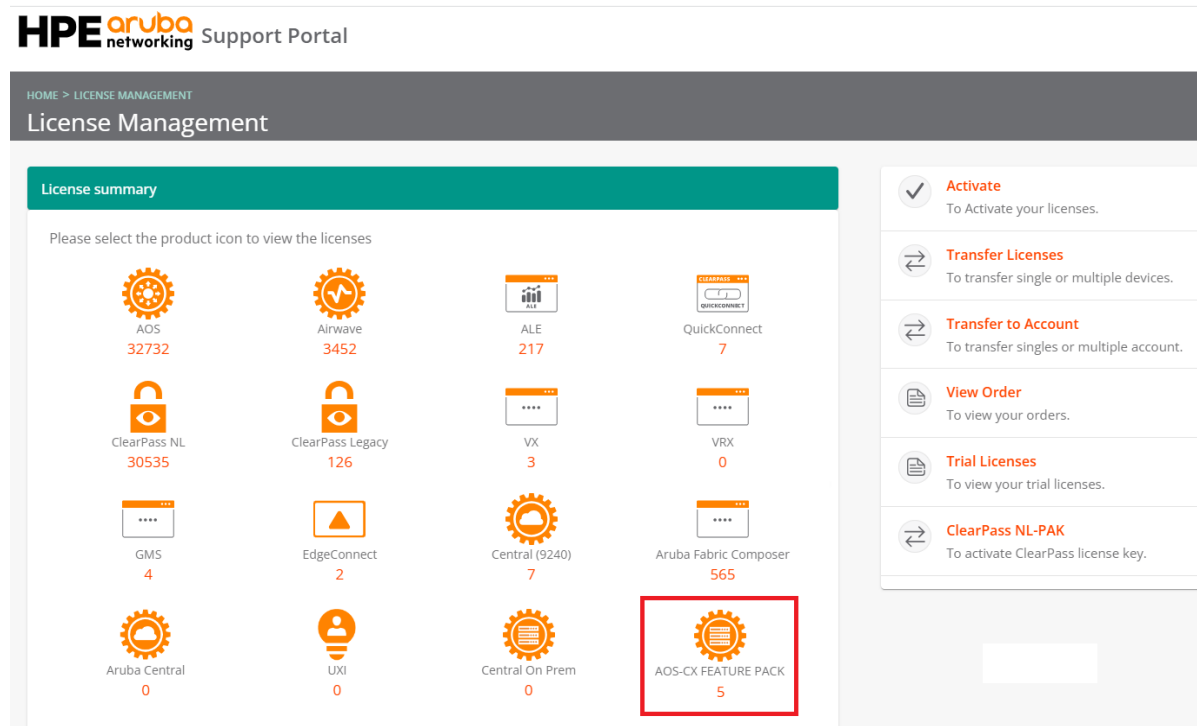 HPE aruba networking Support Portal
HOME > LICENSE MANAGEMENT
License Management
License summary
Please select the product icon to view the licenses
AOS
32732
Airwave
3452
ALE
ALE
217
CLEARPASS
QUICKCONNECT
QuickConnect
7
ClearPass NL
30535
ClearPass Legacy
126
VX
3
VRX
0
GMS
4
EdgeConnect
2
Central (9240)
7
Aruba Fabric Composer
565
Aruba Central
0
UXI
0
Central On Prem
0
AOS-CX FEATURE PACK
5
Activate
To Activate your licenses.
Transfer Licenses
To transfer single or multiple devices.
Transfer to Account
To transfer singles or multiple account.
View Order
To view your orders.
Trial Licenses
To view your trial licenses.
ClearPass NL-PAK
To activate ClearPass license key.